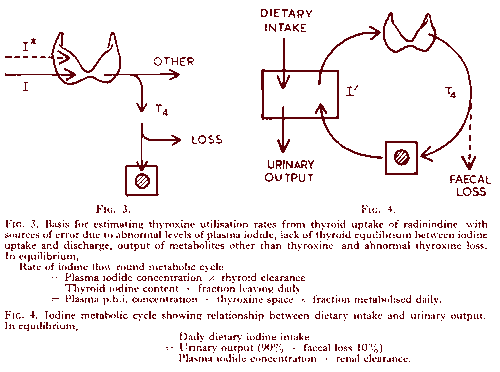 DIETARY
INTAKE
I*
I
OTHER
T4
LOSS
I′
T4
URINARY
OUTPUT
FAECAL
LOSS
FIG. 3.
FIG. 4.
FIG. 3. Basis for estimating thyroxine utilisation rates from thyroid uptake of radioiodine with
sources of error due to abnormal levels of plasma iodide, lack of thyroid equilibrium between iodine
uptake and discharge, output of metabolites other than thyroxine and abnormal thyroxine loss.
In equilibrium,
Rate of iodine flow round metabolic cycle
= Plasma iodide concentration × thyroid clearance
Thyroid iodine content × fraction leaving daily
= Plasma p.b.i. concentration × thyroxine space × fraction metabolised daily.
FIG. 4. Iodine metabolic cycle showing relationship between dietary intake and urinary output.
In equilibrium,
Daily dietary iodine intake
= Urinary output (90% + faecal loss 10%)
Plasma iodide concentration × renal clearance.